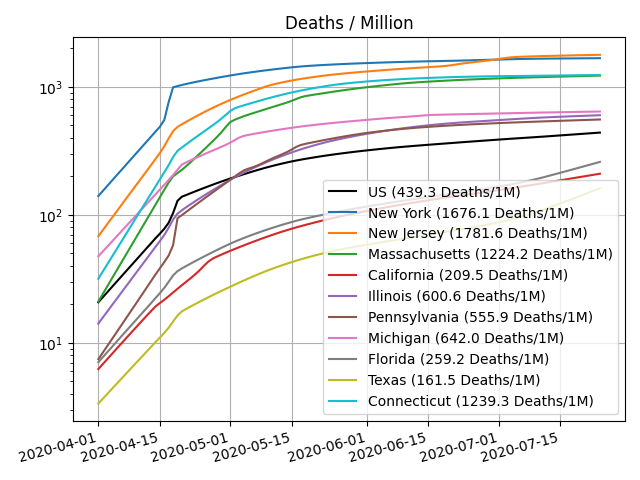 Deaths / Million
10³
10²
10¹
US (439.3 Deaths/1M)
New York (1676.1 Deaths/1M)
New Jersey (1781.6 Deaths/1M)
Massachusetts (1224.2 Deaths/1M)
California (209.5 Deaths/1M)
Illinois (600.6 Deaths/1M)
Pennsylvania (555.9 Deaths/1M)
Michigan (642.0 Deaths/1M)
Florida (259.2 Deaths/1M)
Texas (161.5 Deaths/1M)
Connecticut (1239.3 Deaths/1M)
2020-04-01 2020-04-15 2020-05-01 2020-05-15 2020-06-01 2020-06-15 2020-07-01 2020-07-15